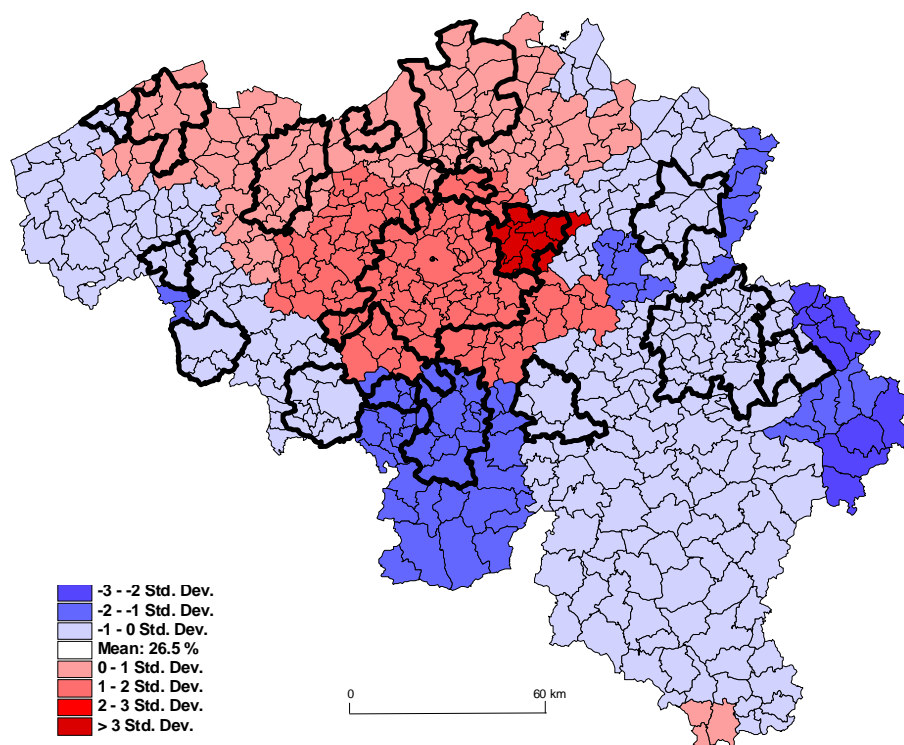 -3 - -2 Std. Dev.
-2 - -1 Std. Dev.
-1 - 0 Std. Dev.
Mean: 26.5 %
0 - 1 Std. Dev.
1 - 2 Std. Dev.
2 - 3 Std. Dev.
> 3 Std. Dev.
0 60 km